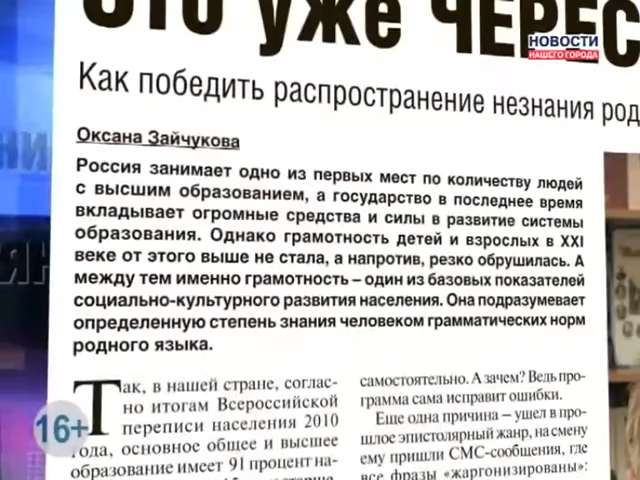 Это уже ЧЕРЕС
НОВОСТИ
НАШЕГО ГОРОДА
Как победить распространение незнания род
Оксана Зайчукова
Россия занимает одно из первых мест по количеству людей
с высшим образованием, а государство в последнее время
вкладывает огромные средства и силы в развитие системы
образования. Однако грамотность детей и взрослых в XXI
веке от этого выше не стала, а напротив, резко обрушилась. А
между тем именно грамотность – один из базовых показателей
социально-культурного развития населения. Она подразумевает
определенную степень знания человеком грамматических норм
родного языка.
Так, в нашей стране, соглас-
но итогам Всероссийской
переписи населения 2010
года, основное общее и высшее
образование имеет 91 процент на-
самостоятельно. А зачем? Ведь про-
грамма сама исправит ошибки.
Еще одна причина – ушел в про-
шлое эпистолярный жанр, на смену
ему пришли СМС-сообщения, где
все фразы «жаргонизированы»:
16+